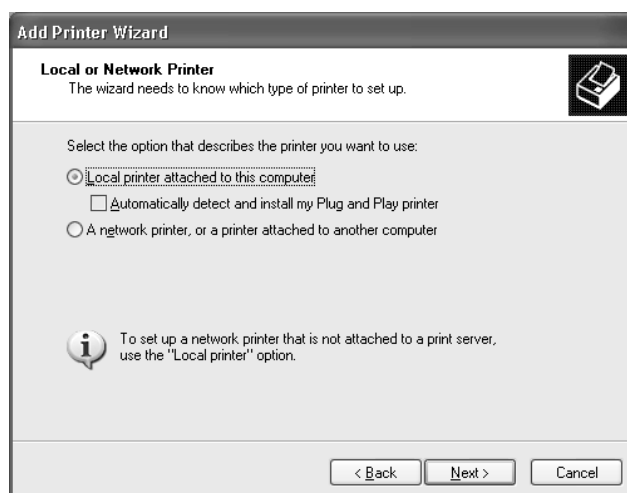 Add Printer Wizard
Local or Network Printer
The wizard needs to know which type of printer to set up.
Select the option that describes the printer you want to use:
Local printer attached to this computer
Automatically detect and install my Plug and Play printer
A network printer, or a printer attached to another computer
To set up a network printer that is not attached to a print server,
use the "Local printer" option.
< Back Next > Cancel